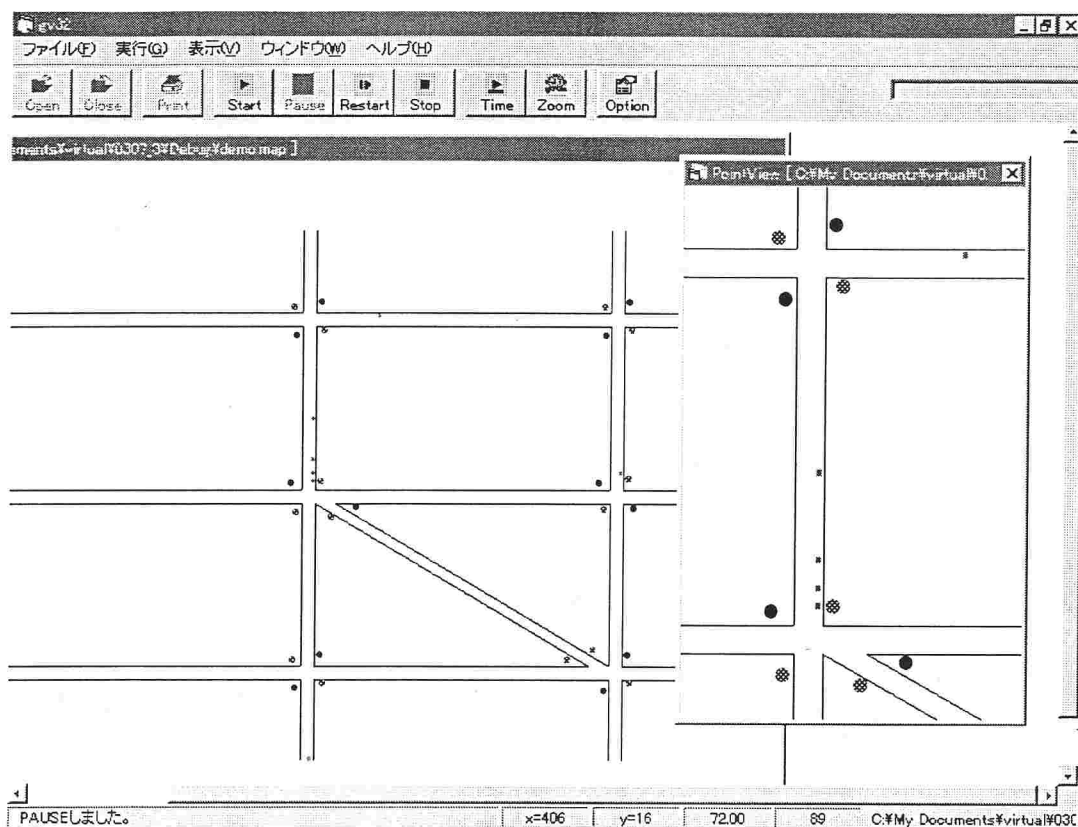 gv32
ファイル(F) 実行(G) 表示(V) ウィンドウ(W) ヘルプ(H)
Open Close Print Start Pause Restart Stop Time Zoom Option
ments¥virtual¥0307_3¥Debug¥demo.map ]
PointView [ C:¥My Documents¥virtual¥0
PAUSEしました。 x=406 y=16 72.00 89 C:¥My Documents¥virtual¥030